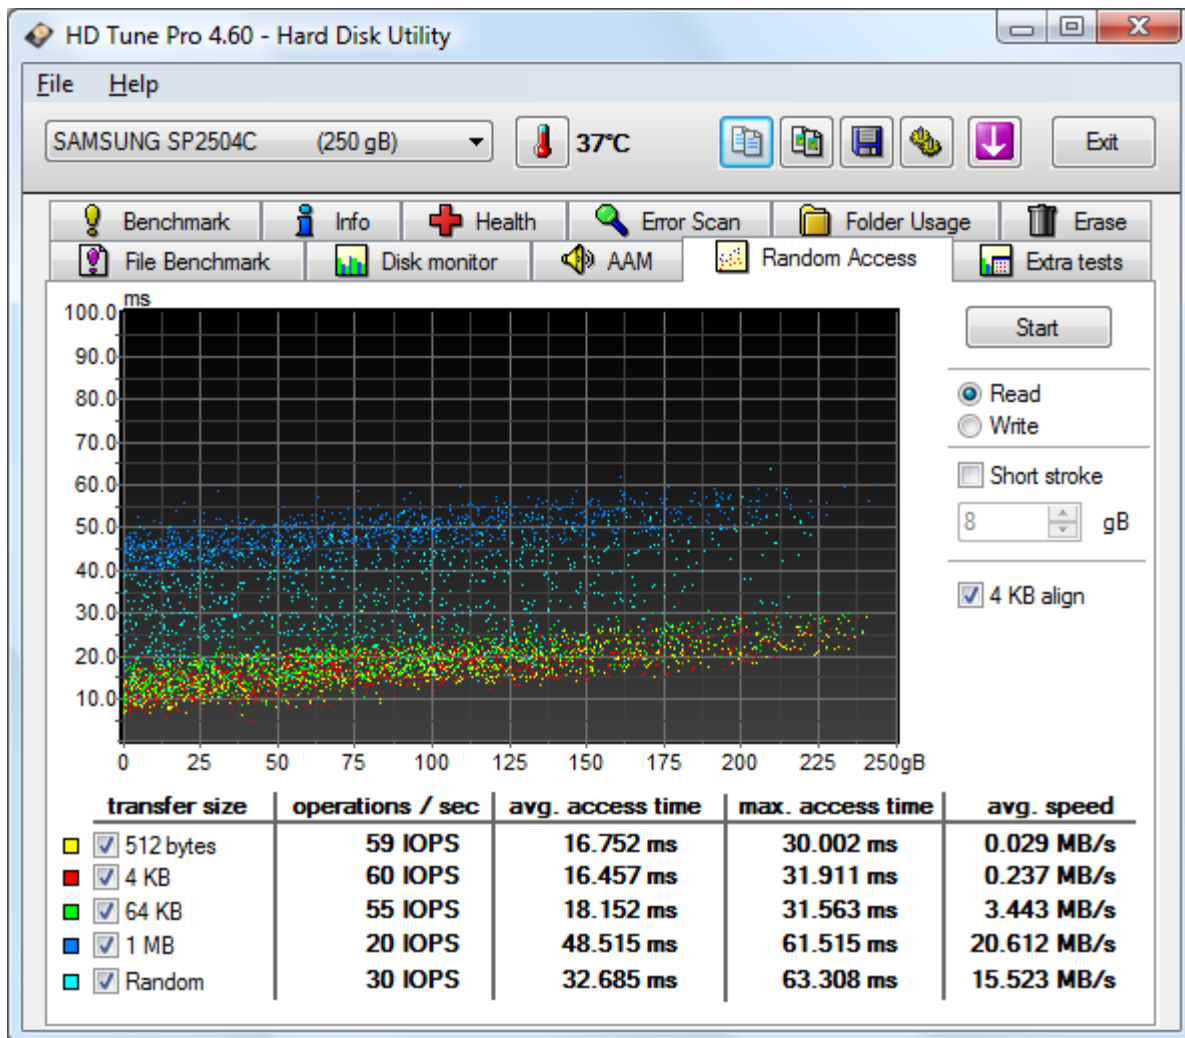 HD Tune Pro 4.60 - Hard Disk Utility
File Help
SAMSUNG SP2504C (250 gB) 37°C Exit
Benchmark Info Health Error Scan Folder Usage Erase
File Benchmark Disk monitor AAM Random Access Extra tests
ms
100.0
90.0
80.0
70.0
60.0
50.0
40.0
30.0
20.0
10.0
0 25 50 75 100 125 150 175 200 225 250gB
Start
Read
Write
Short stroke
8 gB
4 KB align
transfer size operations / sec avg. access time max. access time avg. speed
512 bytes 59 IOPS 16.752 ms 30.002 ms 0.029 MB/s
4 KB 60 IOPS 16.457 ms 31.911 ms 0.237 MB/s
64 KB 55 IOPS 18.152 ms 31.563 ms 3.443 MB/s
1 MB 20 IOPS 48.515 ms 61.515 ms 20.612 MB/s
Random 30 IOPS 32.685 ms 63.308 ms 15.523 MB/s